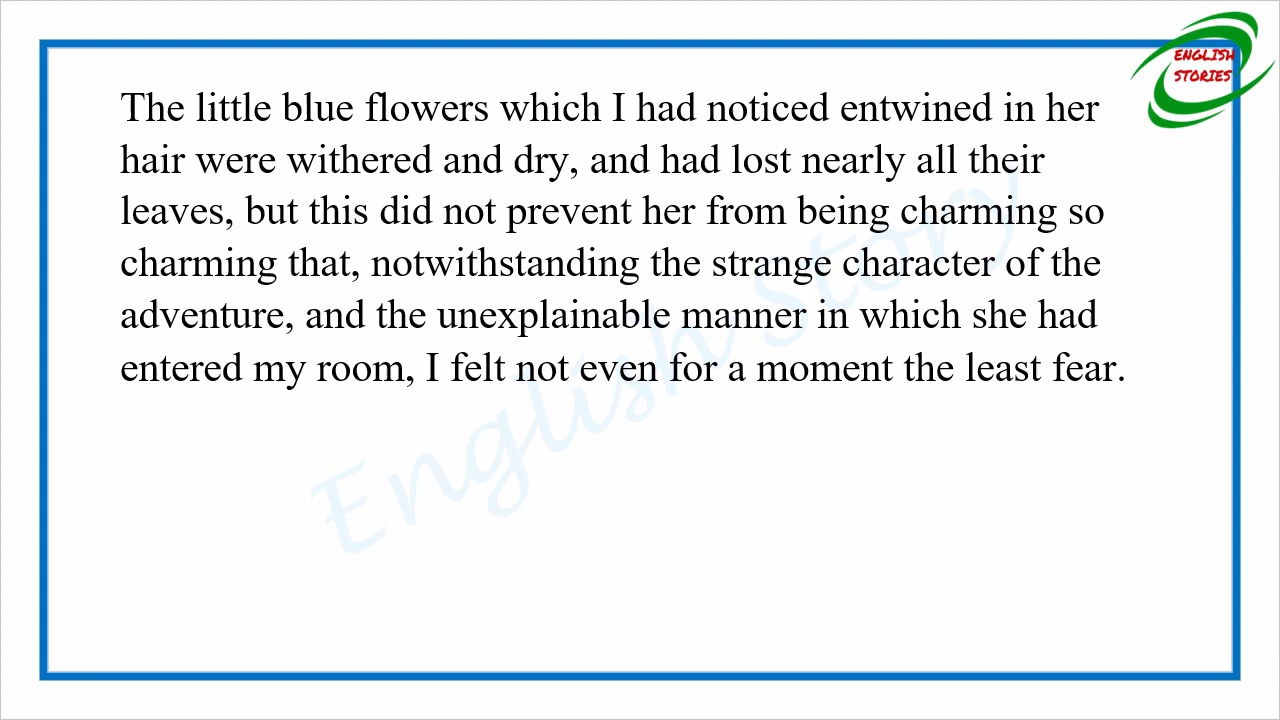 ENGLISH
STORIES
The little blue flowers which I had noticed entwined in her
hair were withered and dry, and had lost nearly all their
leaves, but this did not prevent her from being charming so
charming that, notwithstanding the strange character of the
adventure, and the unexplainable manner in which she had
entered my room, I felt not even for a moment the least fear.
English Story